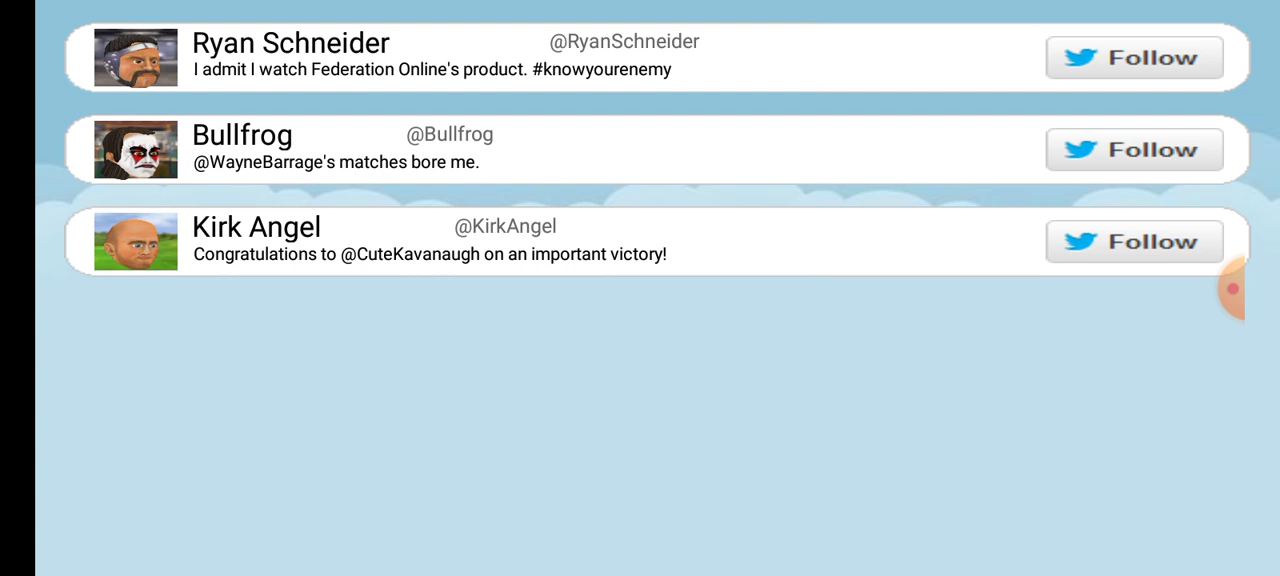 Ryan Schneider @RyanSchneider
I admit I watch Federation Online's product. #knowyourenemy
Follow
Bullfrog @Bullfrog
@WayneBarrage's matches bore me.
Follow
Kirk Angel @KirkAngel
Congratulations to @CuteKavanaugh on an important victory!
Follow